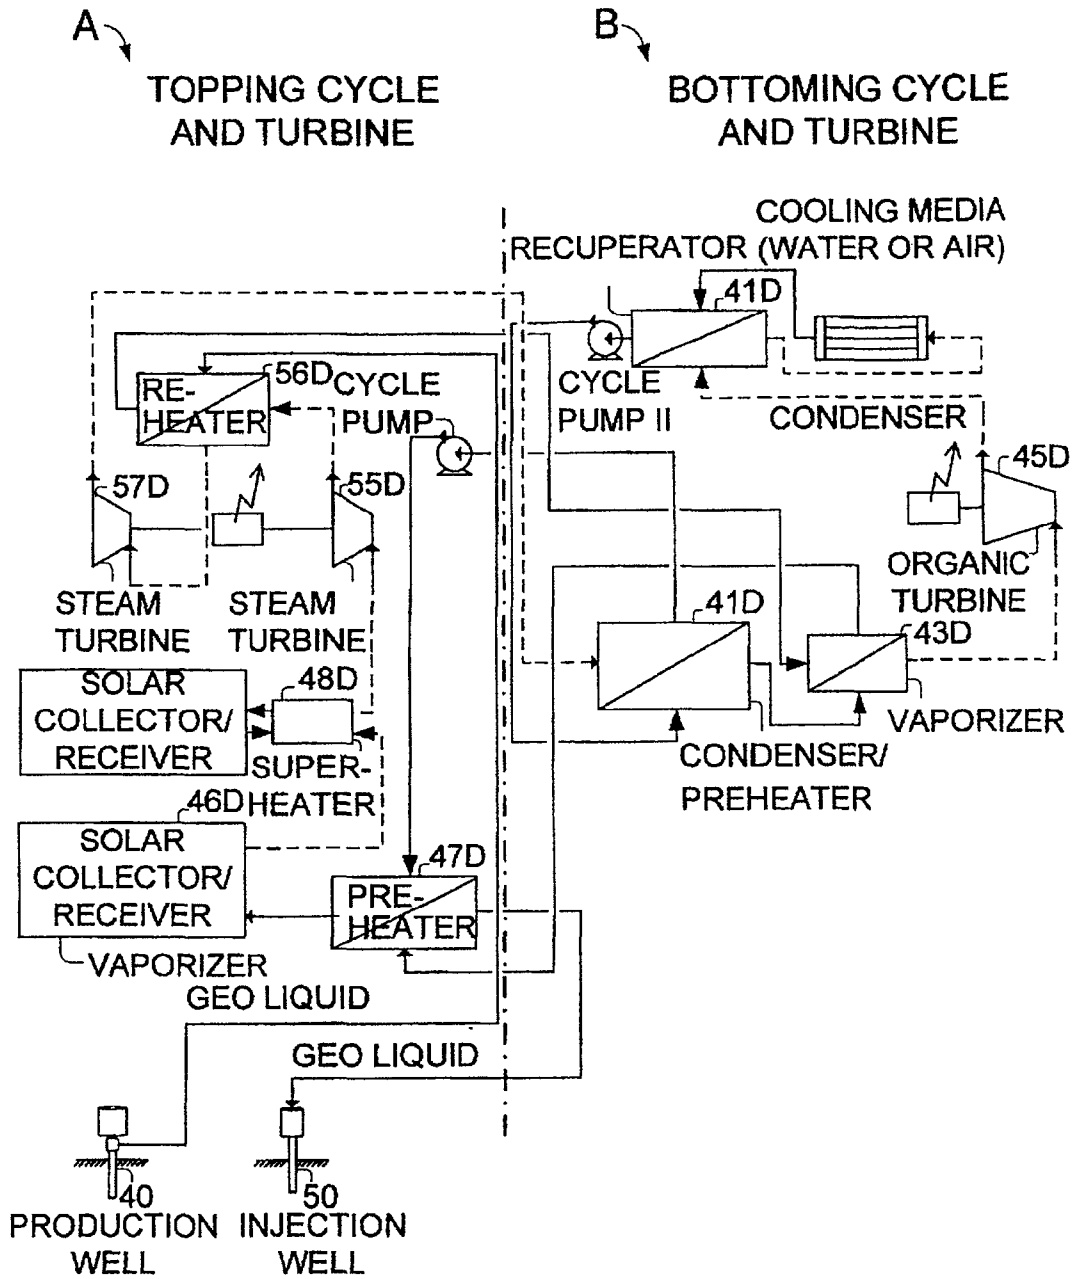 A
TOPPING CYCLE
AND TURBINE
B
BOTTOMING CYCLE
AND TURBINE
COOLING MEDIA
RECUPERATOR (WATER OR AIR)
41D
RE-
HEATER
56D
CYCLE
PUMP
CYCLE
PUMP II
CONDENSER
57D
55D
45D
STEAM
TURBINE
STEAM
TURBINE
ORGANIC
TURBINE
41D
43D
SOLAR
COLLECTOR/
RECEIVER
48D
SUPER-
HEATER
VAPORIZER
CONDENSER/
PREHEATER
46D
SOLAR
COLLECTOR/
RECEIVER
47D
PRE-
HEATER
VAPORIZER
GEO LIQUID
GEO LIQUID
40
PRODUCTION
WELL
50
INJECTION
WELL